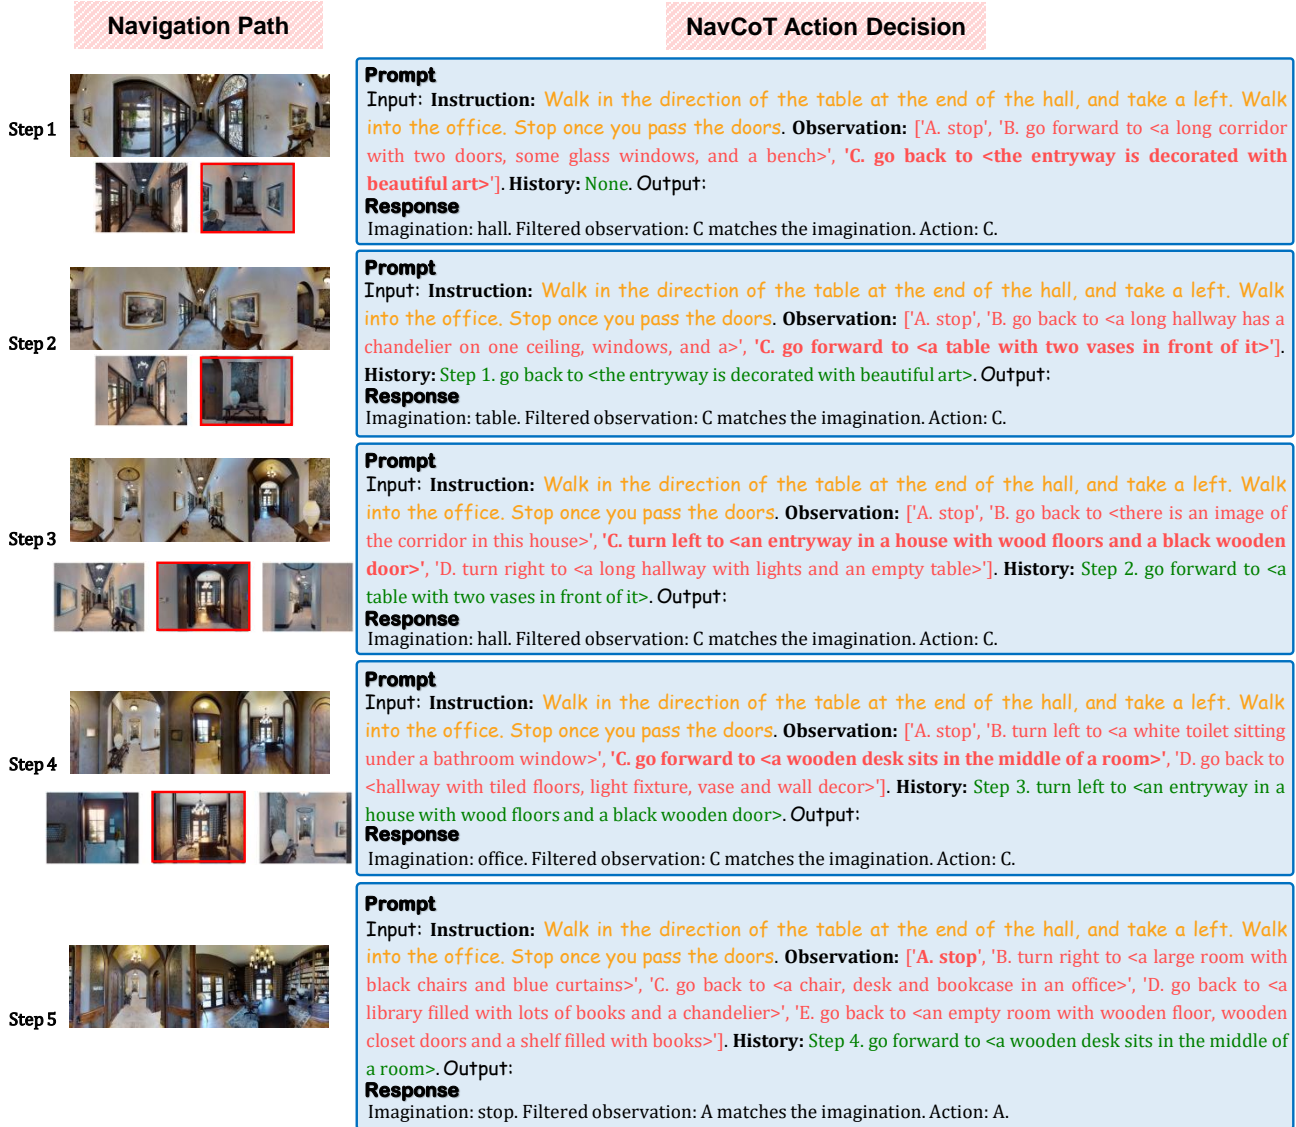 Navigation Path
NavCoT Action Decision
Step 1
Prompt
Input: Instruction: Walk in the direction of the table at the end of the hall, and take a left. Walk
into the office. Stop once you pass the doors. Observation: ['A. stop', 'B. go forward to <a long corridor
with two doors, some glass windows, and a bench>', 'C. go back to <the entryway is decorated with
beautiful art>']. History: None. Output:
Response
Imagination: hall. Filtered observation: C matches the imagination. Action: C.
Step 2
Prompt
Input: Instruction: Walk in the direction of the table at the end of the hall, and take a left. Walk
into the office. Stop once you pass the doors. Observation: ['A. stop', 'B. go back to <a long hallway has a
chandelier on one ceiling, windows, and a>', 'C. go forward to <a table with two vases in front of it>'].
History: Step 1. go back to <the entryway is decorated with beautiful art>. Output:
Response
Imagination: table. Filtered observation: C matches the imagination. Action: C.
Step 3
Prompt
Input: Instruction: Walk in the direction of the table at the end of the hall, and take a left. Walk
into the office. Stop once you pass the doors. Observation: ['A. stop', 'B. go back to <there is an image of
the corridor in this house>', 'C. turn left to <an entryway in a house with wood floors and a black wooden
door>', 'D. turn right to <a long hallway with lights and an empty table>']. History: Step 2. go forward to <a
table with two vases in front of it>. Output:
Response
Imagination: hall. Filtered observation: C matches the imagination. Action: C.
Step 4
Prompt
Input: Instruction: Walk in the direction of the table at the end of the hall, and take a left. Walk
into the office. Stop once you pass the doors. Observation: ['A. stop', 'B. turn left to <a white toilet sitting
under a bathroom window>', 'C. go forward to <a wooden desk sits in the middle of a room>', 'D. go back to
<hallway with tiled floors, light fixture, vase and wall decor>']. History: Step 3. turn left to <an entryway in a
house with wood floors and a black wooden door>. Output:
Response
Imagination: office. Filtered observation: C matches the imagination. Action: C.
Step 5
Prompt
Input: Instruction: Walk in the direction of the table at the end of the hall, and take a left. Walk
into the office. Stop once you pass the doors. Observation: ['A. stop', 'B. turn right to <a large room with
black chairs and blue curtains>', 'C. go back to <a chair, desk and bookcase in an office>', 'D. go back to <a
library filled with lots of books and a chandelier>', 'E. go back to <an empty room with wooden floor, wooden
closet doors and a shelf filled with books>']. History: Step 4. go forward to <a wooden desk sits in the middle of
a room>. Output:
Response
Imagination: stop. Filtered observation: A matches the imagination. Action: A.